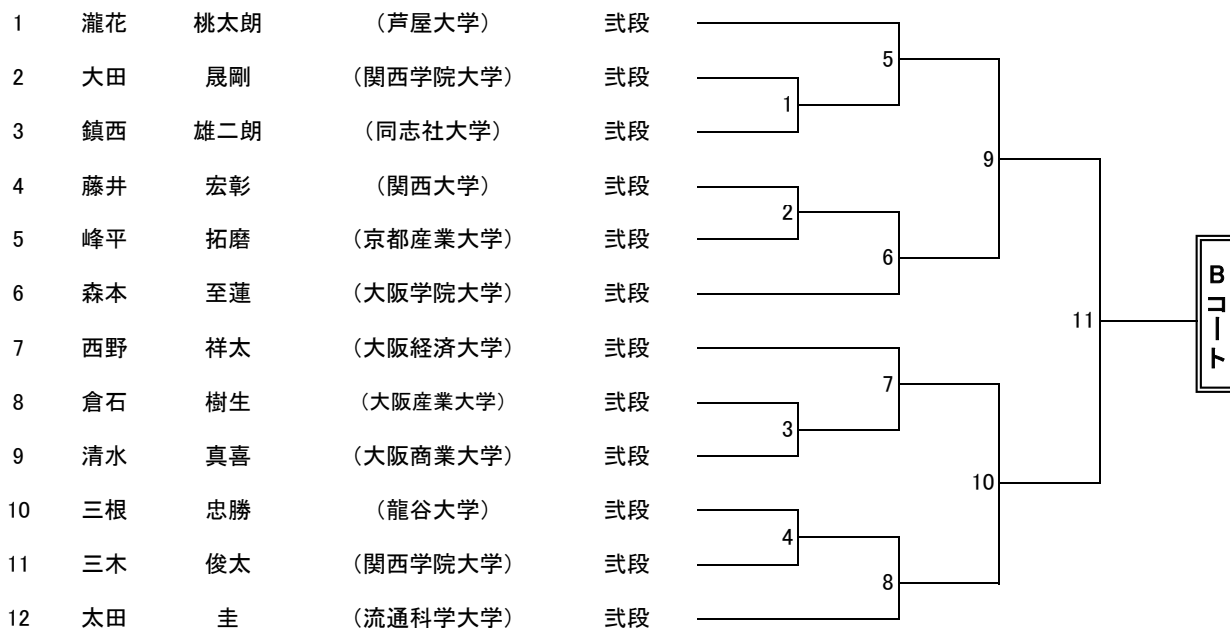 1 瀧花 桃太朗 （芦屋大学） 弐段
5
2 大田 晟剛 （関西学院大学） 弐段
1
3 鎮西 雄二朗 （同志社大学） 弐段
9
4 藤井 宏彰 （関西大学） 弐段
2
5 峰平 拓磨 （京都産業大学） 弐段
6
6 森本 至蓮 （大阪学院大学） 弐段
Bコート
11
7 西野 祥太 （大阪経済大学） 弐段
7
8 倉石 樹生 （大阪産業大学） 弐段
3
9 清水 真喜 （大阪商業大学） 弐段
10
10 三根 忠勝 （龍谷大学） 弐段
4
11 三木 俊太 （関西学院大学） 弐段
8
12 太田 圭 （流通科学大学） 弐段